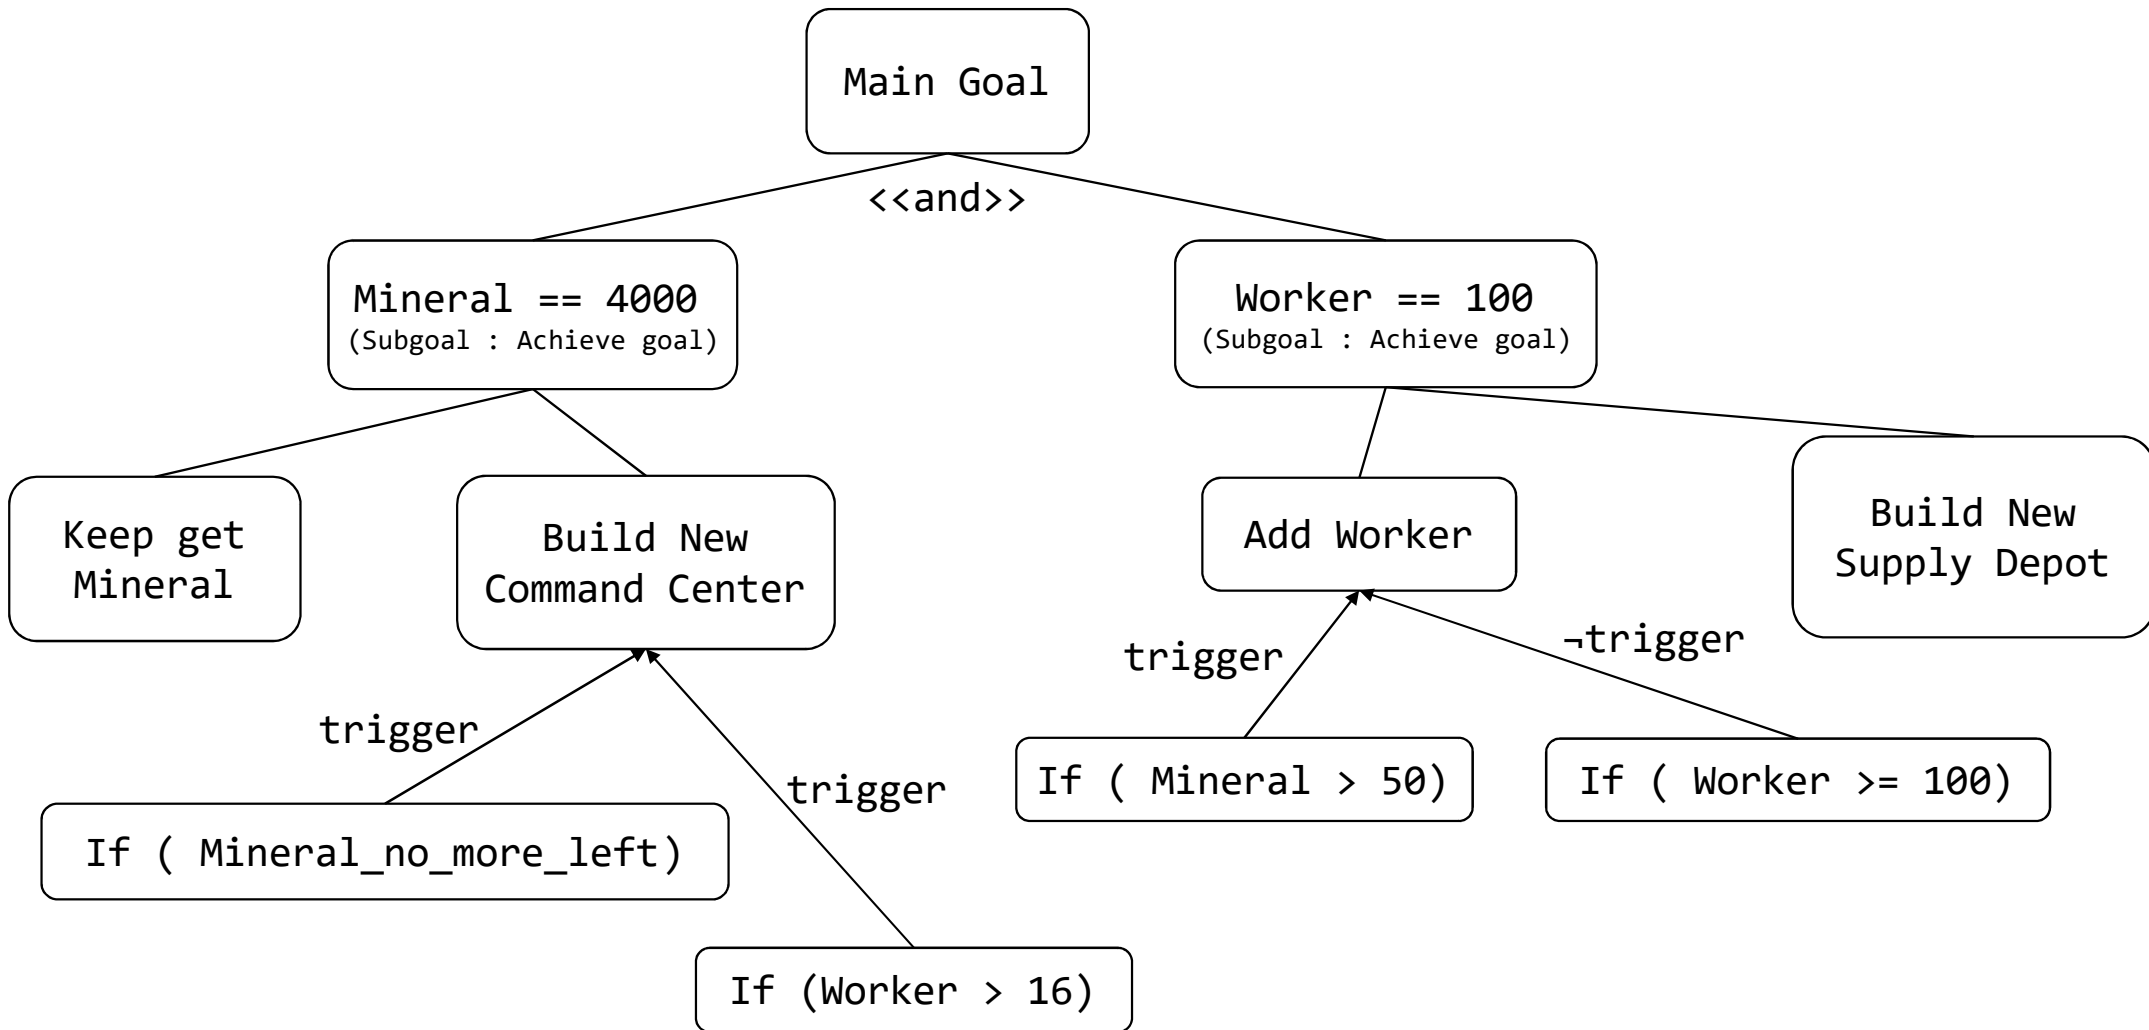 Main Goal
<<and>>
Mineral == 4000
(Subgoal : Achieve goal)
Worker == 100
(Subgoal : Achieve goal)
Keep get
Mineral
Build New
Command Center
Add Worker
Build New
Supply Depot
trigger
trigger
trigger
¬trigger
If ( Mineral_no_more_left)
If (Worker > 16)
If ( Mineral > 50)
If ( Worker >= 100)